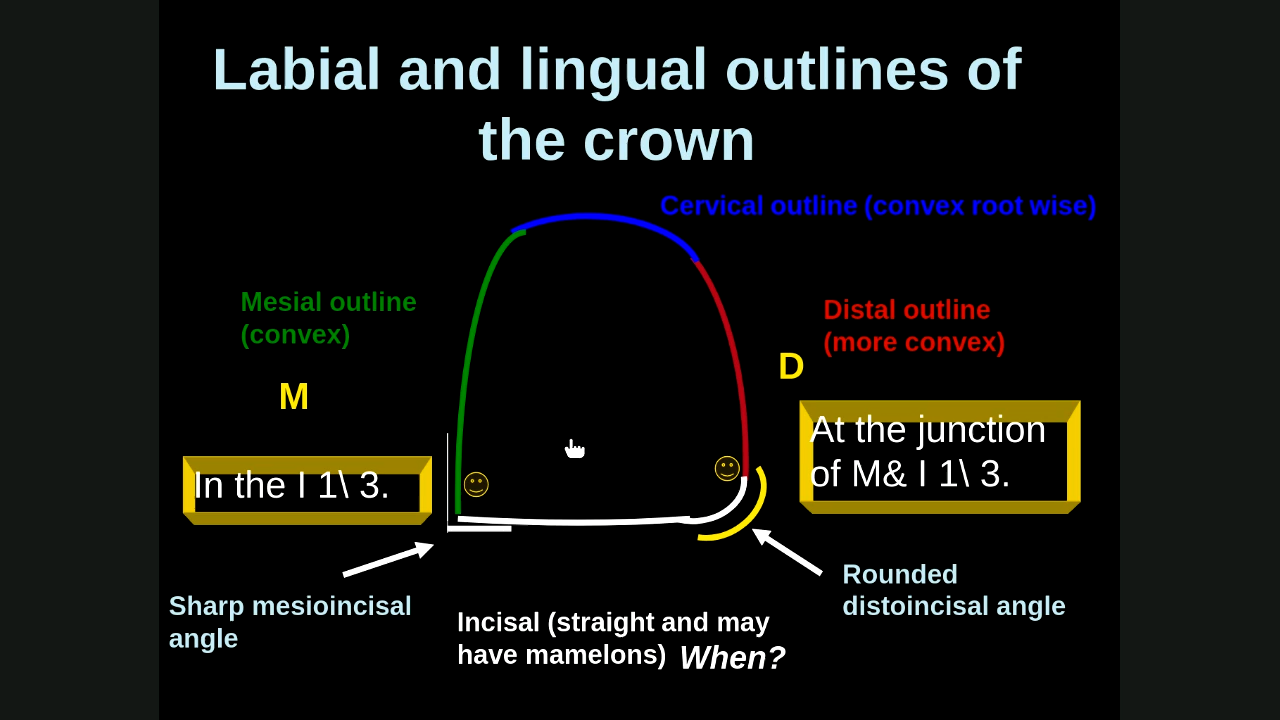 Labial and lingual outlines of
the crown
Cervical outline (convex root wise)
Mesial outline
(convex)
Distal outline
(more convex)
M
D
In the I 1\ 3.
At the junction
of M& I 1\ 3.
Sharp mesioincisal
angle
Incisal (straight and may
have mamelons) When?
Rounded
distoincisal angle